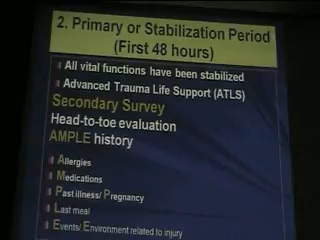 2. Primary or Stabilization Period
(First 48 hours)
All vital functions have been stabilized
Advanced Trauma Life Support (ATLS)
Secondary Survey
Head-to-toe evaluation
AMPLE history
Allergies
Medications
Past illness/ Pregnancy
Last meal
Events/ Environment related to injury